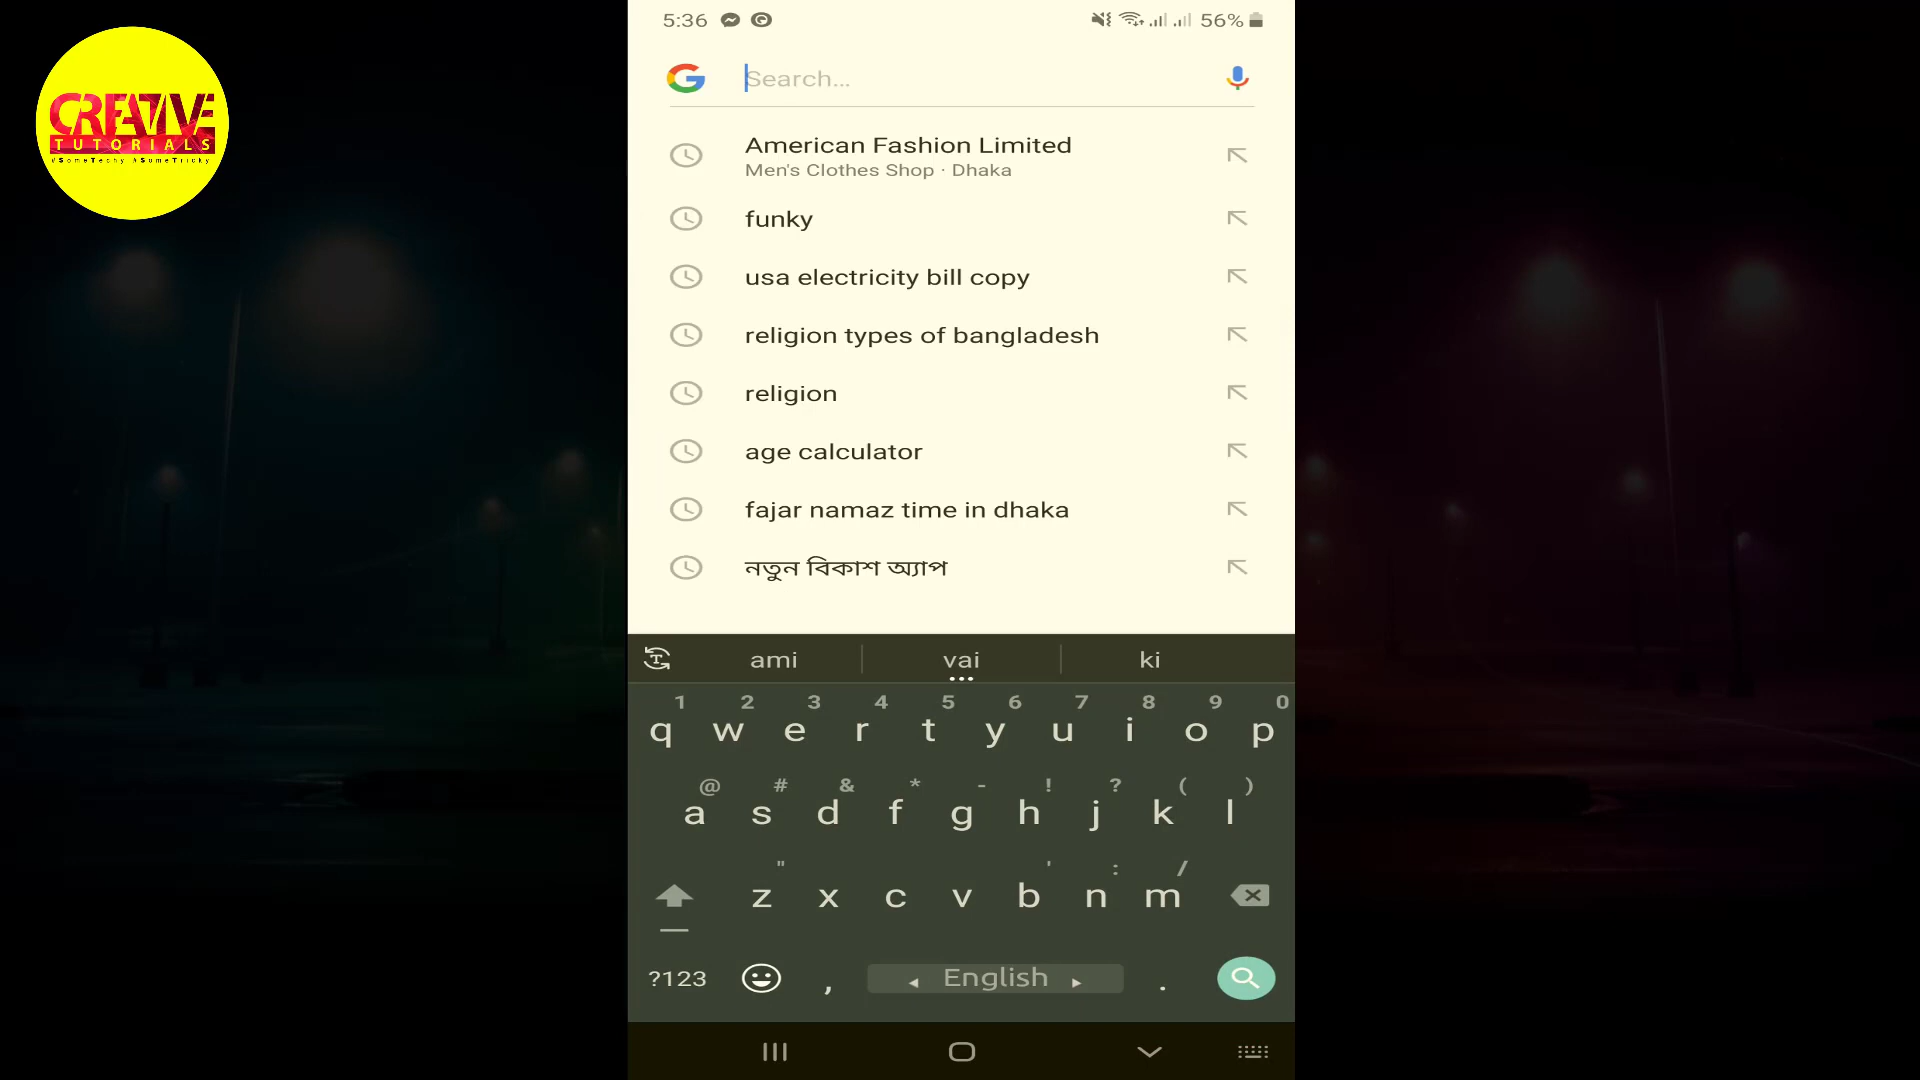 CREATIVE
TUTORIALS
#SomeTechy #SomeTricky
5:36
56%
Search...
American Fashion Limited
Men's Clothes Shop · Dhaka
funky
usa electricity bill copy
religion types of bangladesh
religion
age calculator
fajar namaz time in dhaka
নতুন বিকাশ অ্যাপ
ami vai ki
1 2 3 4 5 6 7 8 9 0
q w e r t y u i o p
@ # & * - ! ? ( )
a s d f g h j k l
" ' : /
z x c v b n m
?123 , English .